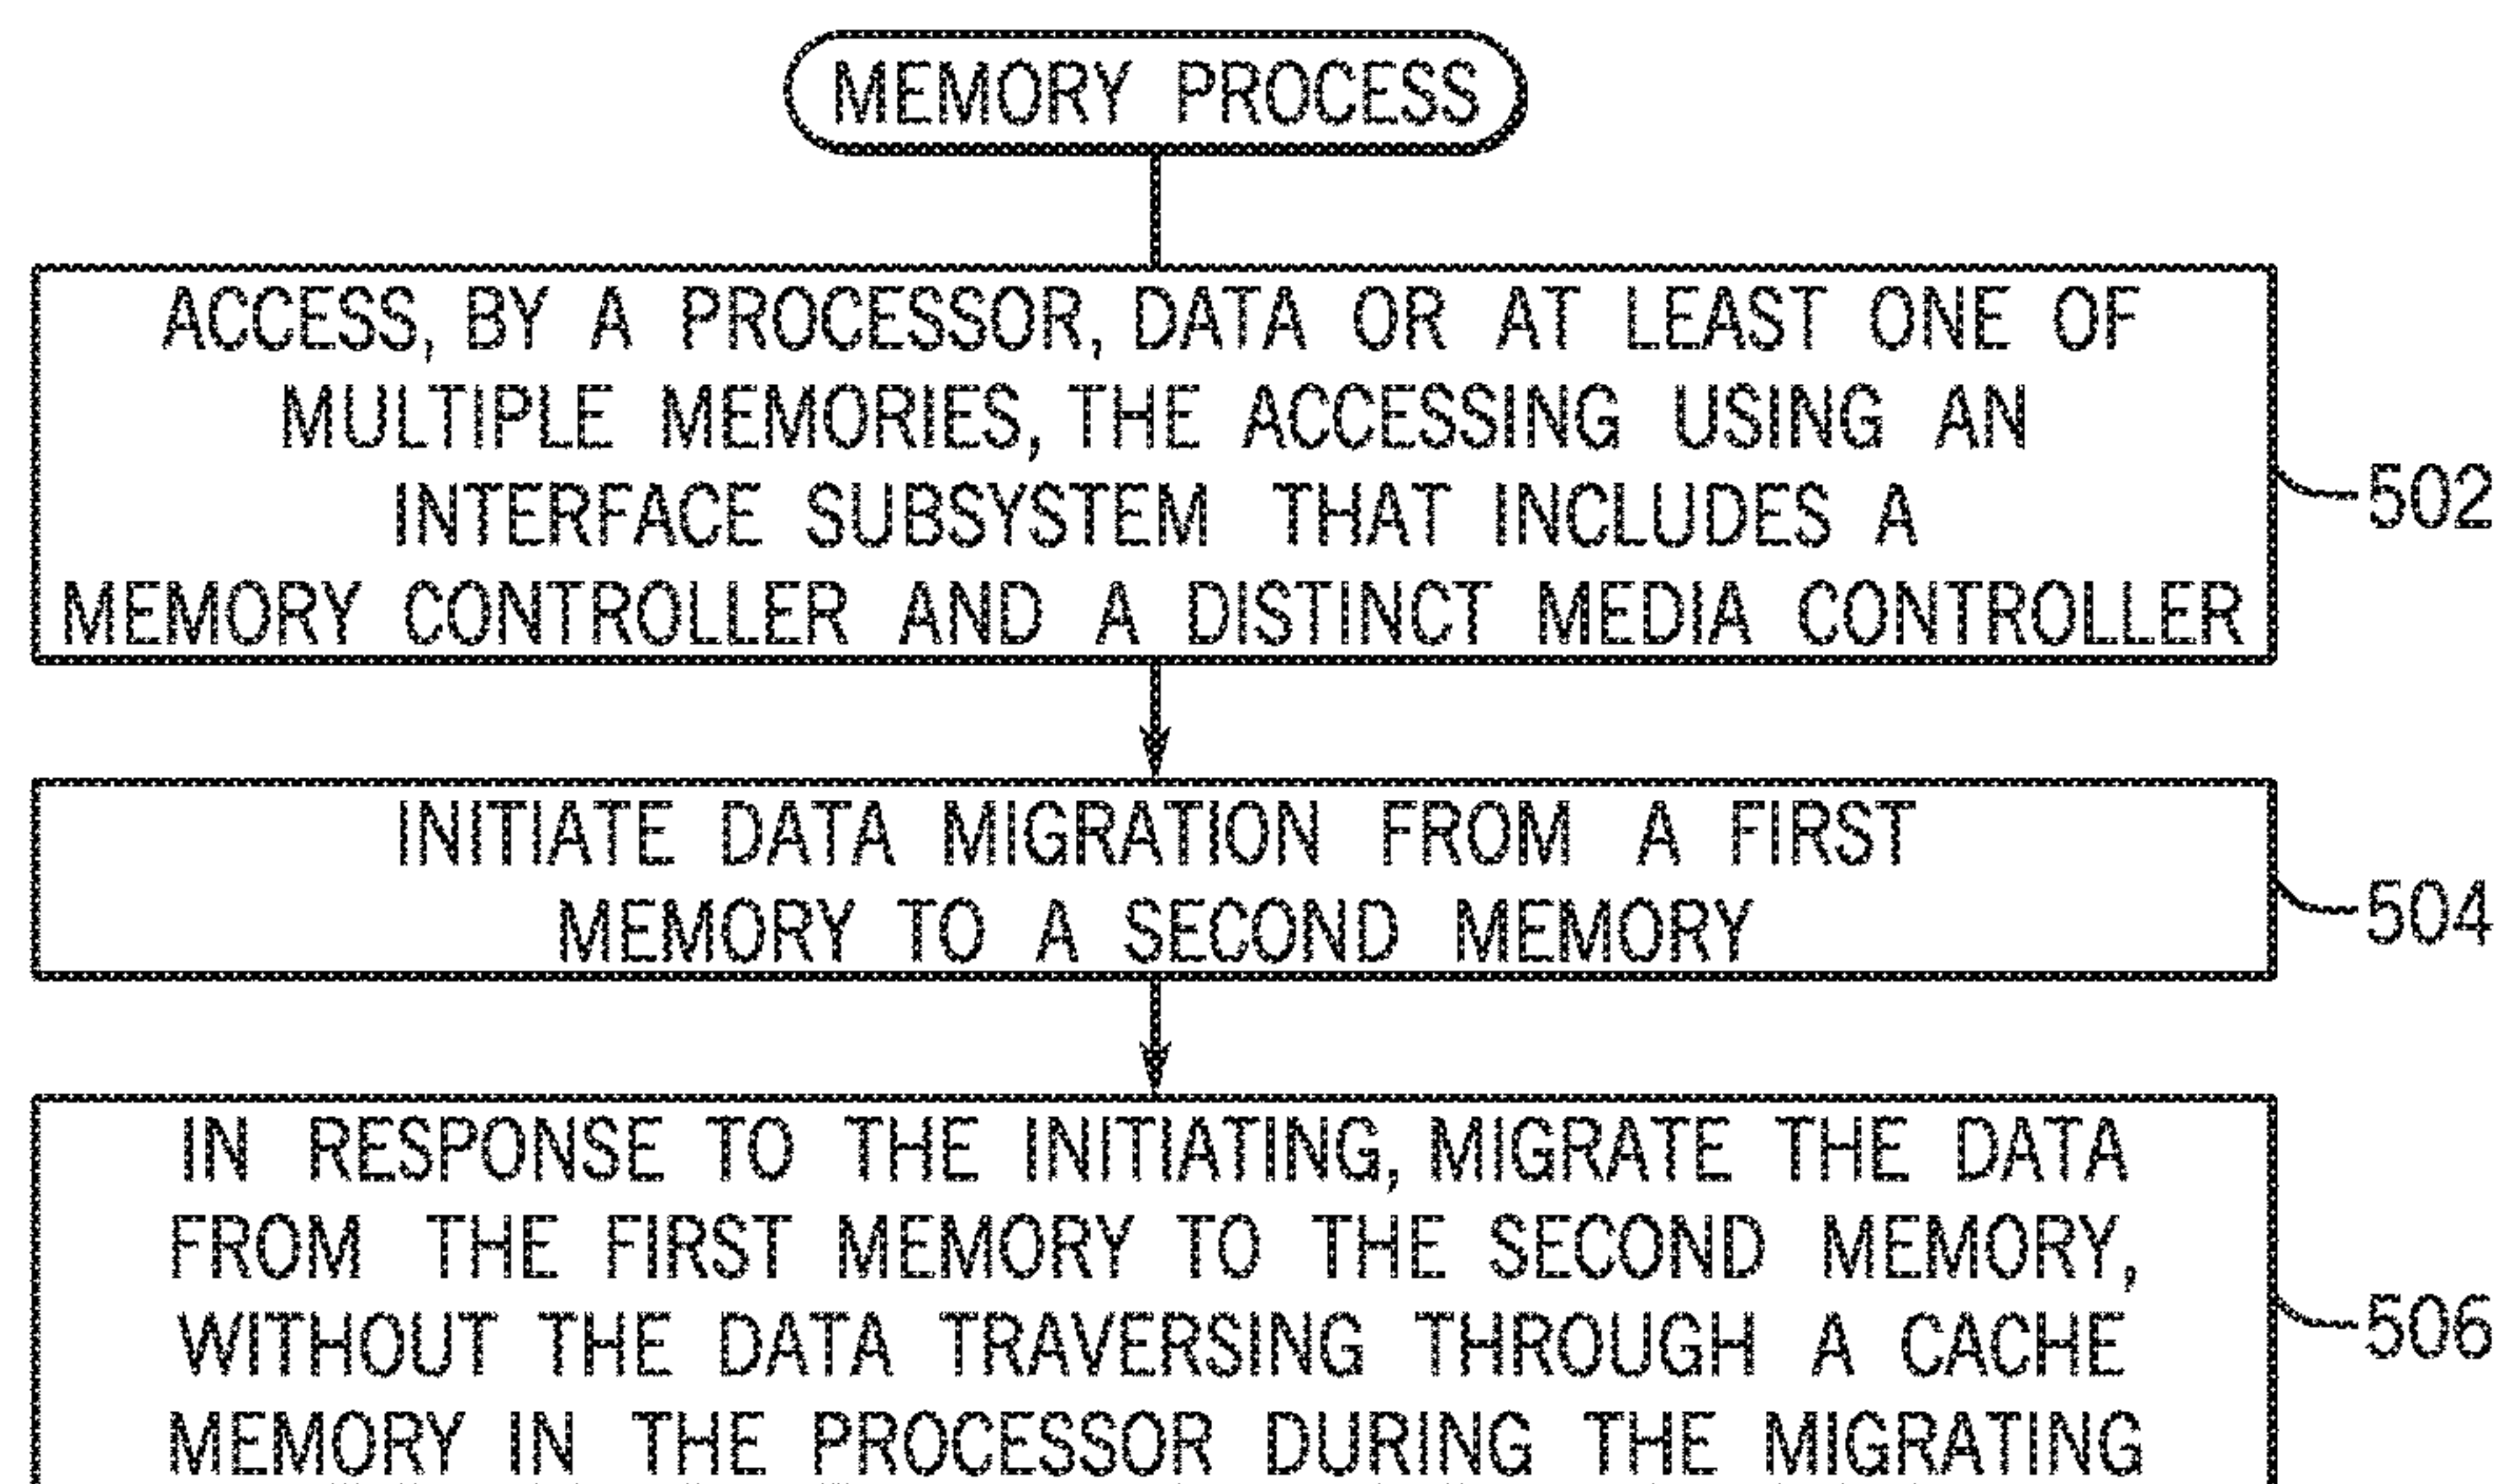 MEMORY PROCESS
ACCESS, BY A PROCESSOR, DATA OR AT LEAST ONE OF
MULTIPLE MEMORIES, THE ACCESSING USING AN
INTERFACE SUBSYSTEM THAT INCLUDES A
MEMORY CONTROLLER AND A DISTINCT MEDIA CONTROLLER
502
INITIATE DATA MIGRATION FROM A FIRST
MEMORY TO A SECOND MEMORY
504
IN RESPONSE TO THE INITIATING, MIGRATE THE DATA
FROM THE FIRST MEMORY TO THE SECOND MEMORY,
WITHOUT THE DATA TRAVERSING THROUGH A CACHE
MEMORY IN THE PROCESSOR DURING THE MIGRATING
506